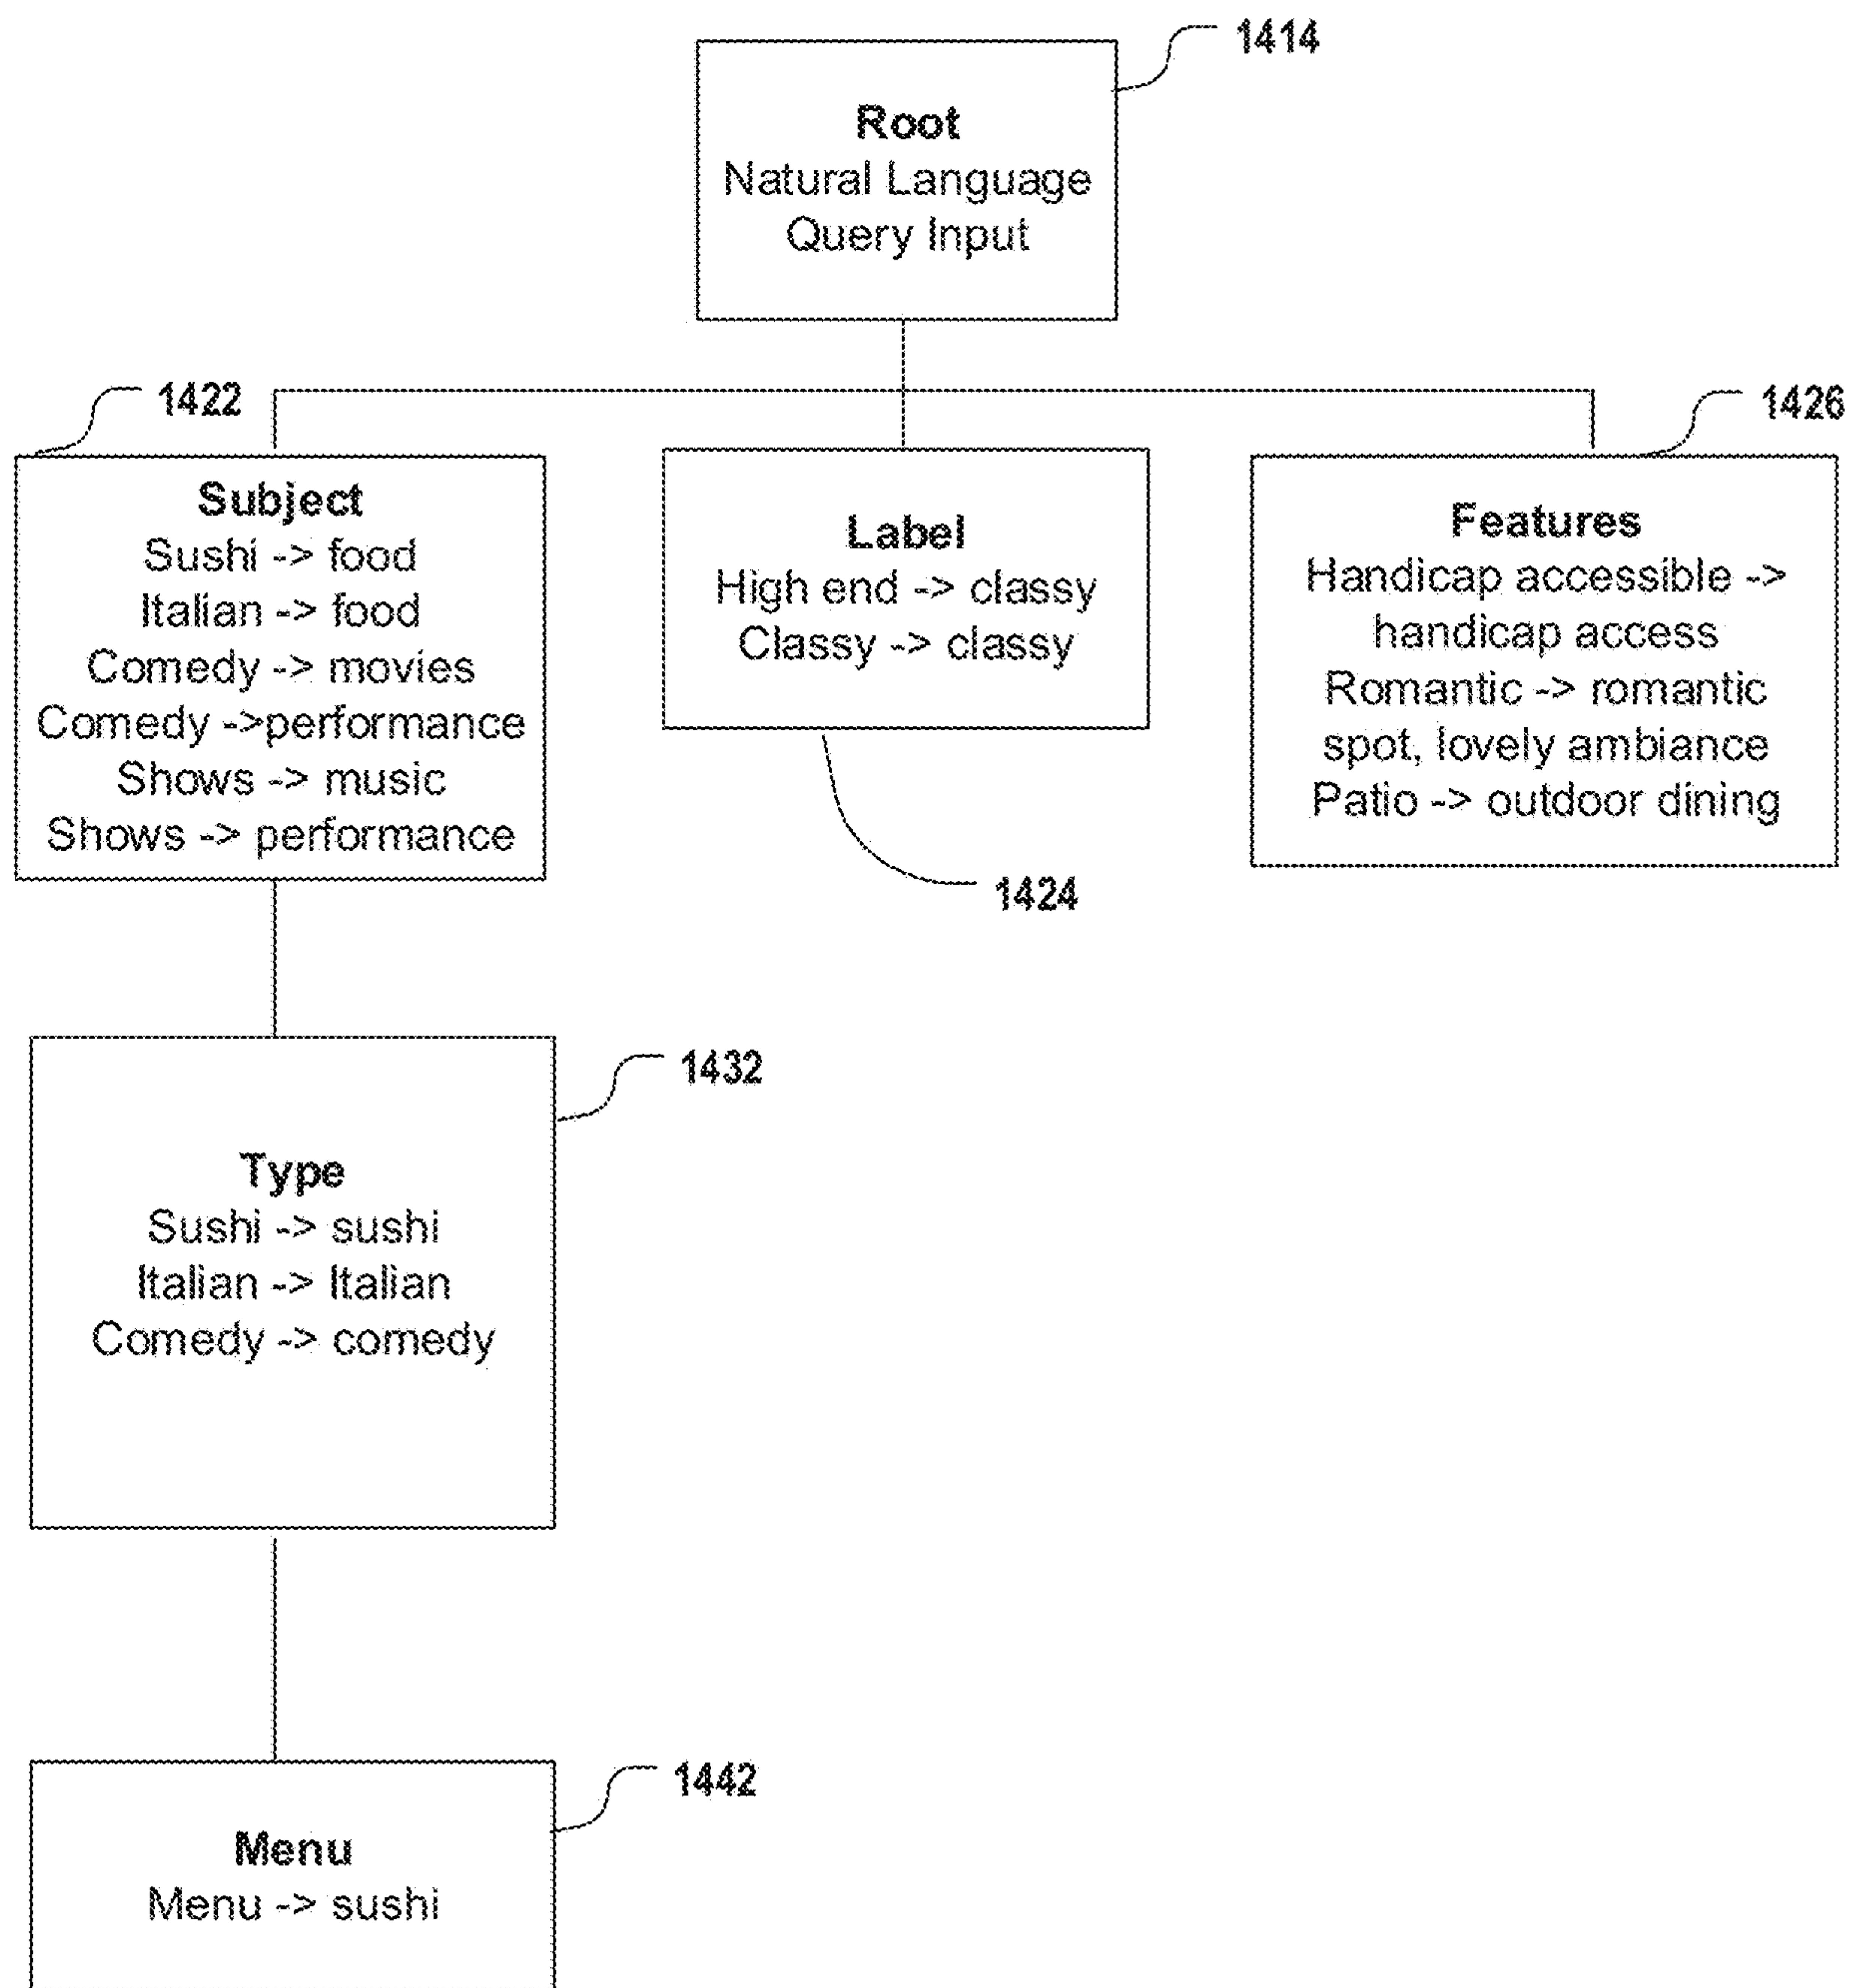 1414
Root
Natural Language
Query Input
1422
1426
Subject
Sushi -> food
Italian -> food
Comedy -> movies
Comedy ->performance
Shows -> music
Shows -> performance
Label
High end -> classy
Classy -> classy
1424
Features
Handicap accessible ->
handicap access
Romantic -> romantic
spot, lovely ambiance
Patio -> outdoor dining
1432
Type
Sushi -> sushi
Italian -> Italian
Comedy -> comedy
1442
Menu
Menu -> sushi